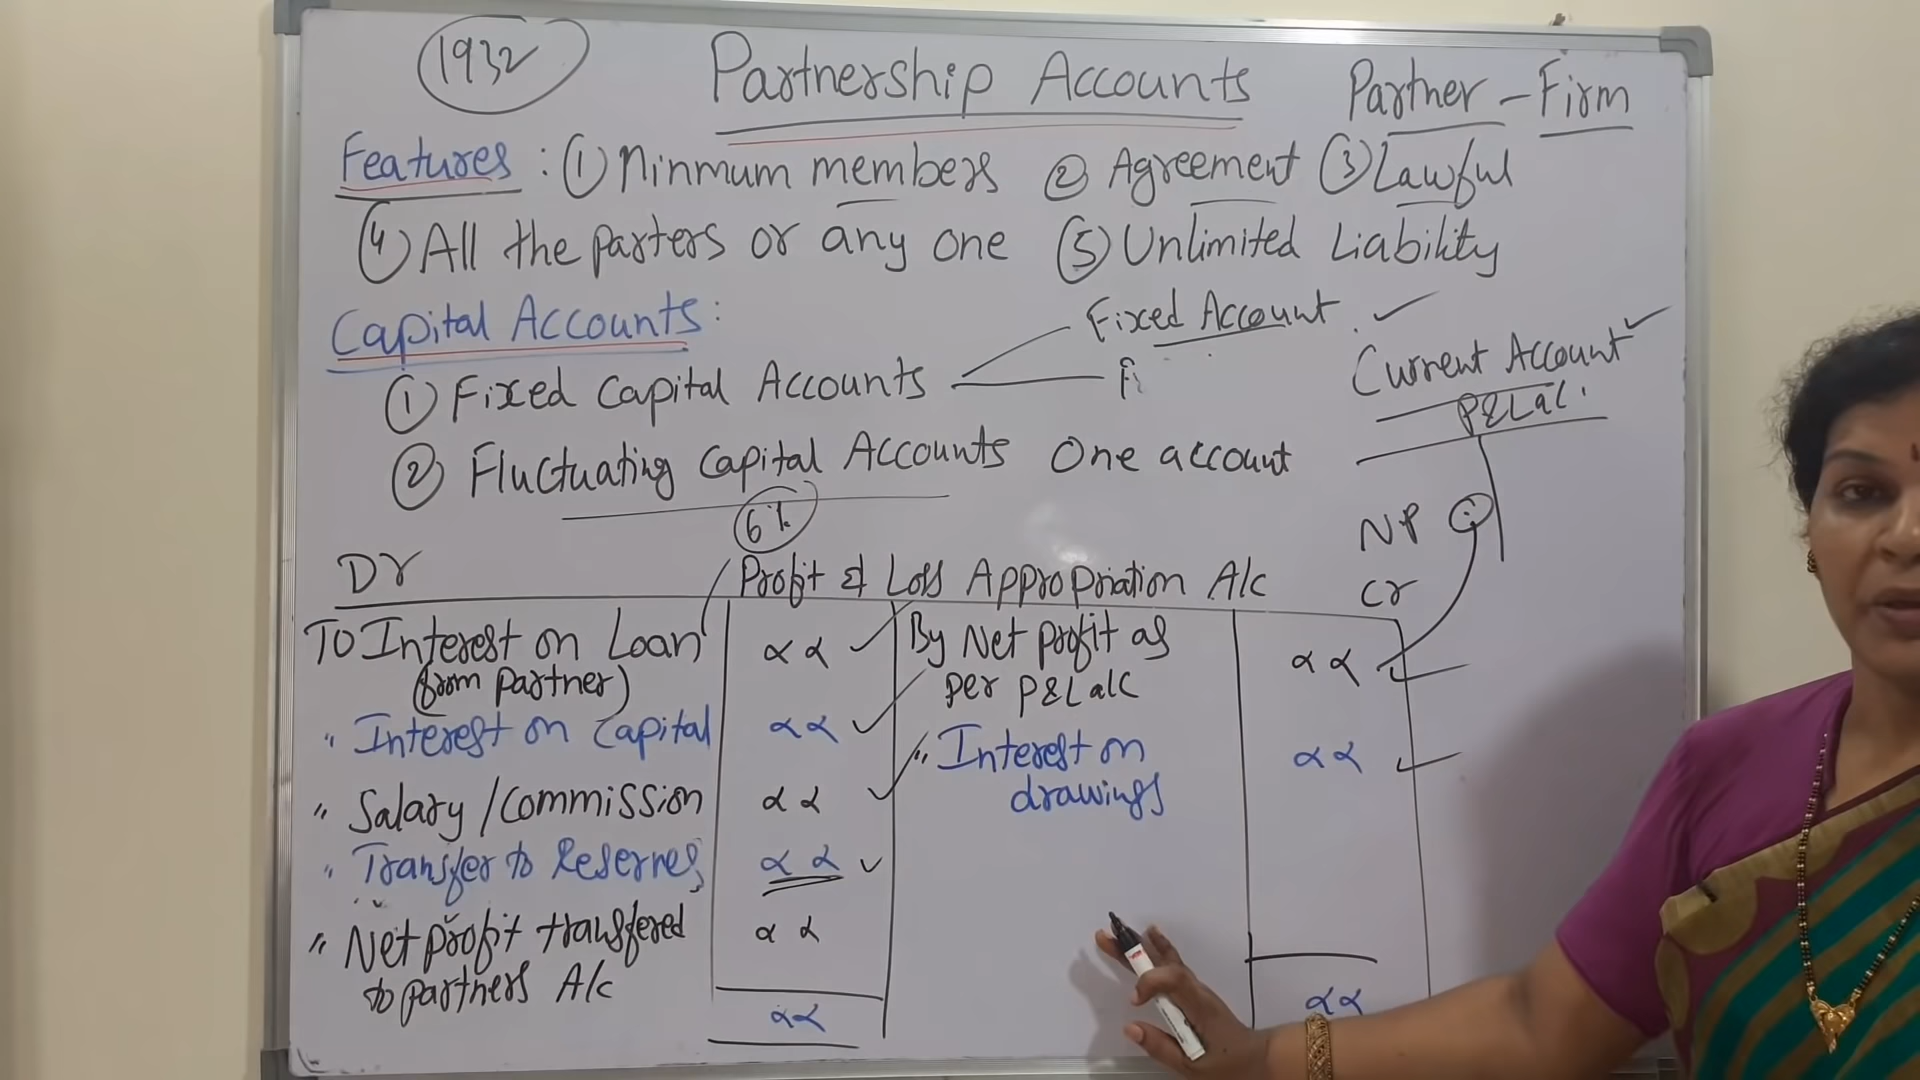 1932
Partnership Accounts
Partner - Firm
Features : ① Minmum members ② Agreement ③ Lawful
④ All the parters or any one ⑤ Unlimited Liability
Capital Accounts:
Fixed Account
Current Account
① Fixed Capital Accounts
Fi
P&L a/c
② Fluctuating Capital Accounts One account
6%
NP
Dr
Profit & Loss Appropriation A/c
Cr
To Interest on Loan
(from partner)
αα
By Net profit as
per P&L a/c
αα
" Interest on Capital
αα
" Interest on
drawings
αα
" Salary / Commission
αα
" Transfer to Reserves
αα
" Net profit transfered
to partners A/c
αα
αα
αα